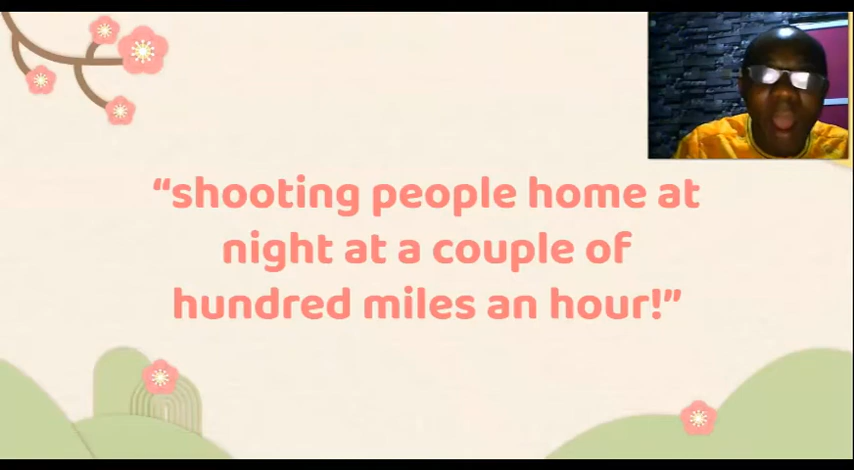 “shooting people home at
night at a couple of
hundred miles an hour!”